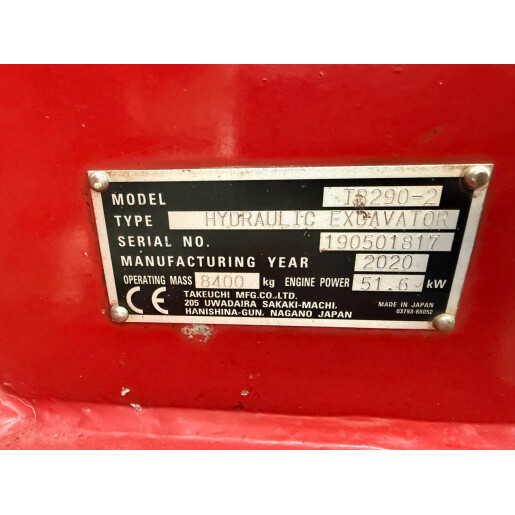 MODEL TB290-2
TYPE HYDRAULIC EXCAVATOR
SERIAL NO. 190501817
MANUFACTURING YEAR 2020
OPERATING MASS 8400 kg ENGINE POWER 51.6 kW
CE TAKEUCHI MFG.CO.,LTD.
205 UWADAIRA SAKAKI-MACHI,
HANISHINA-GUN, NAGANO JAPAN
MADE IN JAPAN
03793-65052